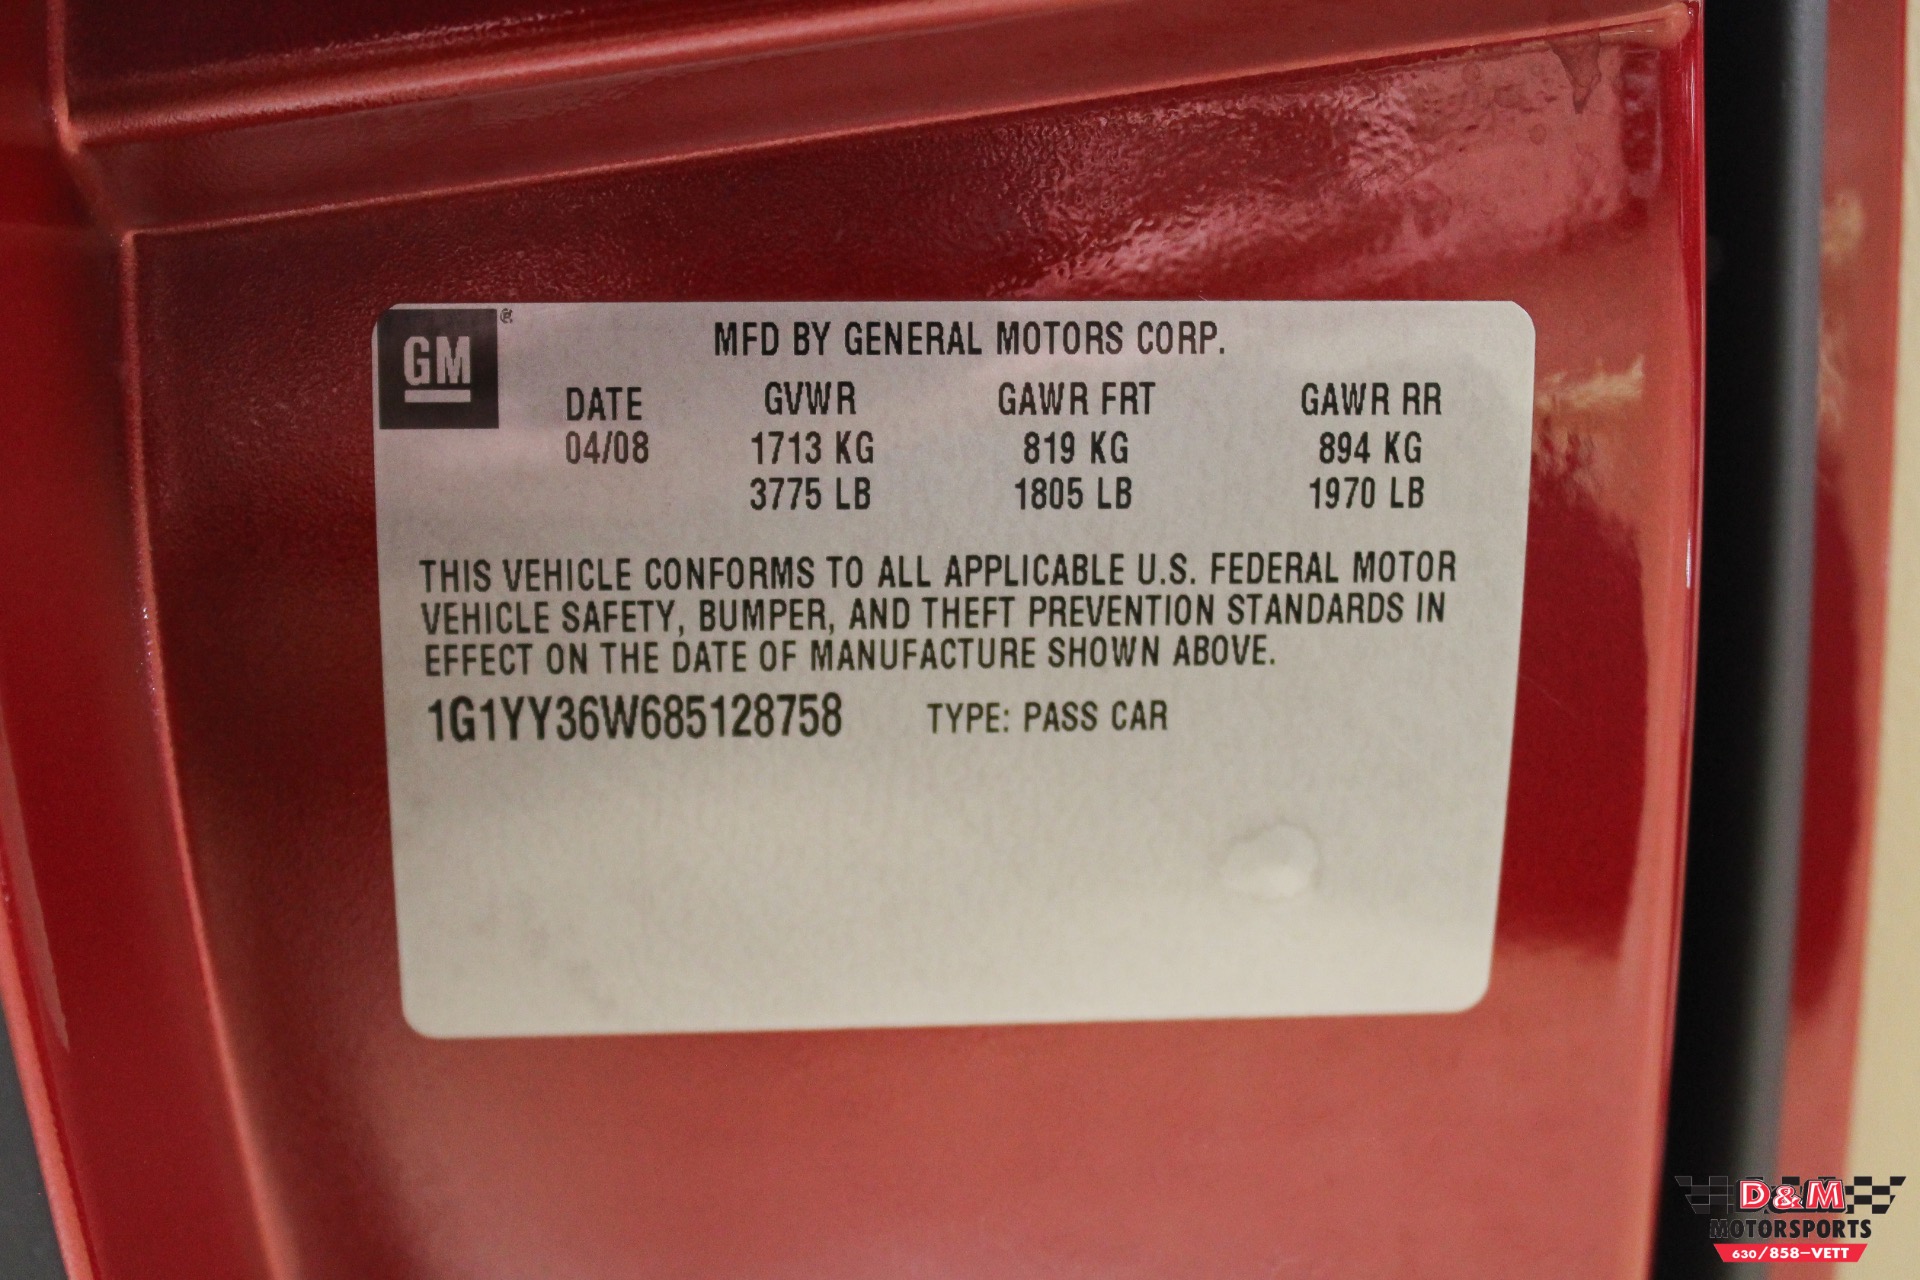 GM®
MFD BY GENERAL MOTORS CORP.
DATE GVWR GAWR FRT GAWR RR
04/08 1713 KG 819 KG 894 KG
3775 LB 1805 LB 1970 LB
THIS VEHICLE CONFORMS TO ALL APPLICABLE U.S. FEDERAL MOTOR
VEHICLE SAFETY, BUMPER, AND THEFT PREVENTION STANDARDS IN
EFFECT ON THE DATE OF MANUFACTURE SHOWN ABOVE.
1G1YY36W685128758 TYPE: PASS CAR
D&M
MOTORSPORTS
630/858-VETT